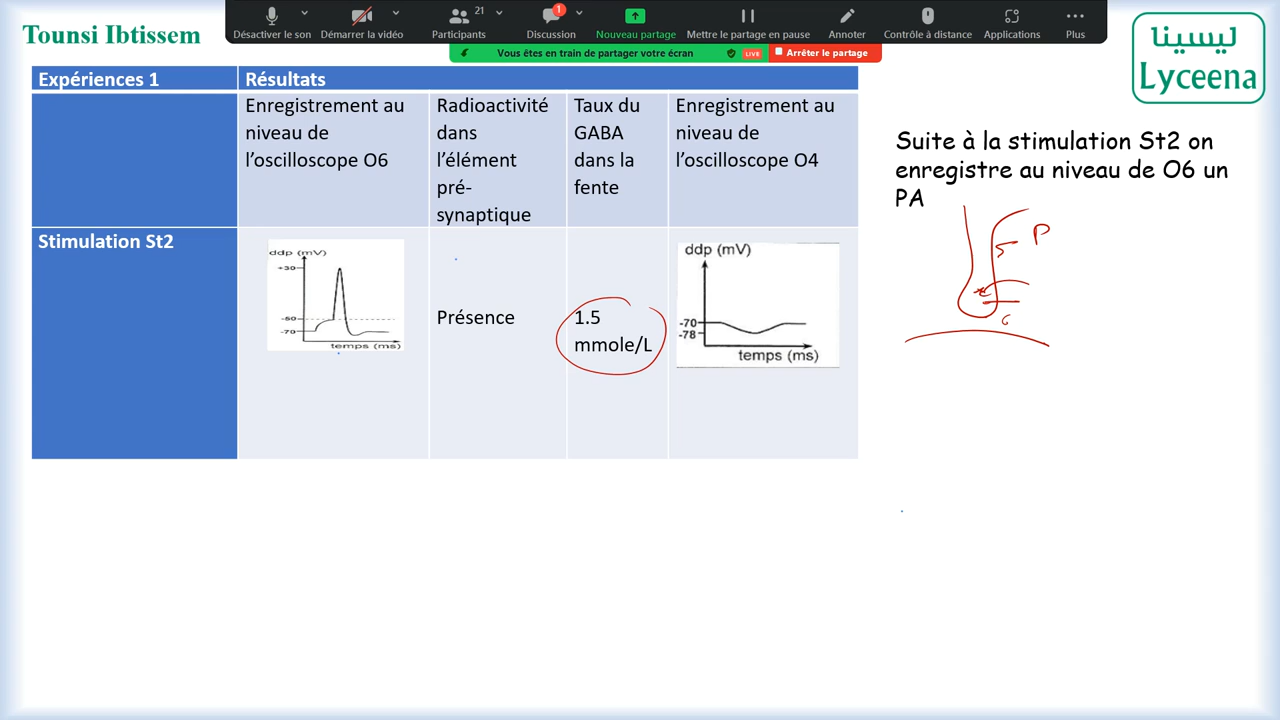 Tounsi Ibtissem
Désactiver le son
Démarrer la vidéo
21
Participants
1
Discussion
Nouveau partage
Mettre le partage en pause
Annoter
Contrôle à distance
Applications
Plus
Vous êtes en train de partager votre écran
LIVE
Arrêter le partage
ليسينا
Lyceena
Expériences 1
Résultats
Enregistrement au
niveau de
l'oscilloscope O6
Radioactivité
dans
l'élément
pré-
synaptique
Taux du
GABA
dans la
fente
Enregistrement au
niveau de
l'oscilloscope O4
Stimulation St2
ddp (mV)
+30
-50
-70
temps (ms)
Présence
1.5
mmole/L
ddp (mV)
-70
-78
temps (ms)
Suite à la stimulation St2 on
enregistre au niveau de O6 un
PA
P